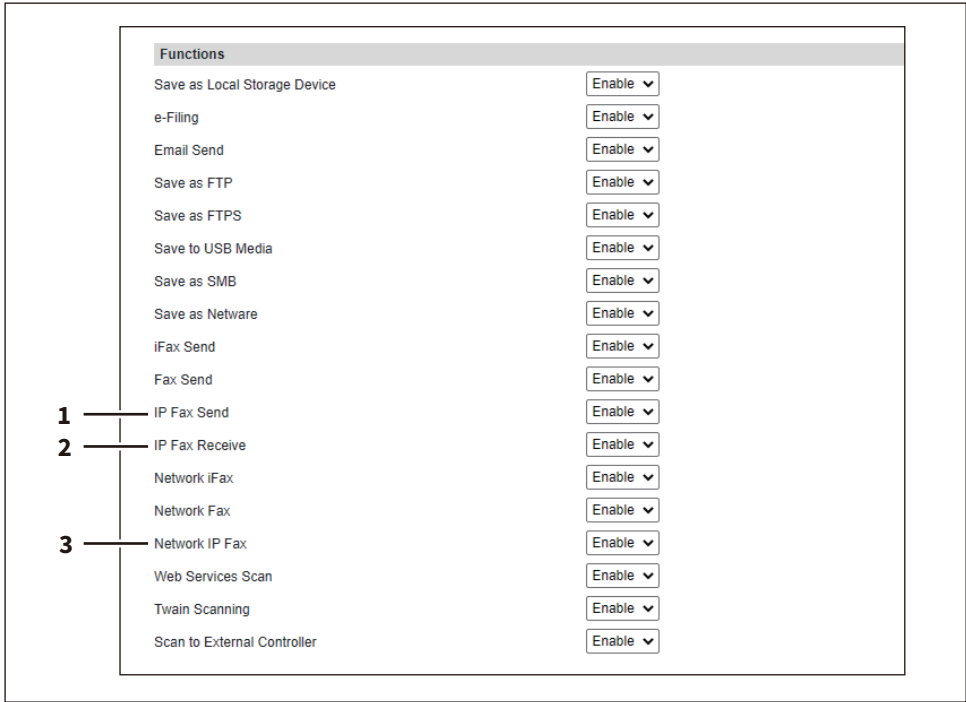 Functions
Save as Local Storage Device Enable
e-Filing Enable
Email Send Enable
Save as FTP Enable
Save as FTPS Enable
Save to USB Media Enable
Save as SMB Enable
Save as Netware Enable
iFax Send Enable
Fax Send Enable
1 IP Fax Send Enable
2 IP Fax Receive Enable
Network iFax Enable
Network Fax Enable
3 Network IP Fax Enable
Web Services Scan Enable
Twain Scanning Enable
Scan to External Controller Enable